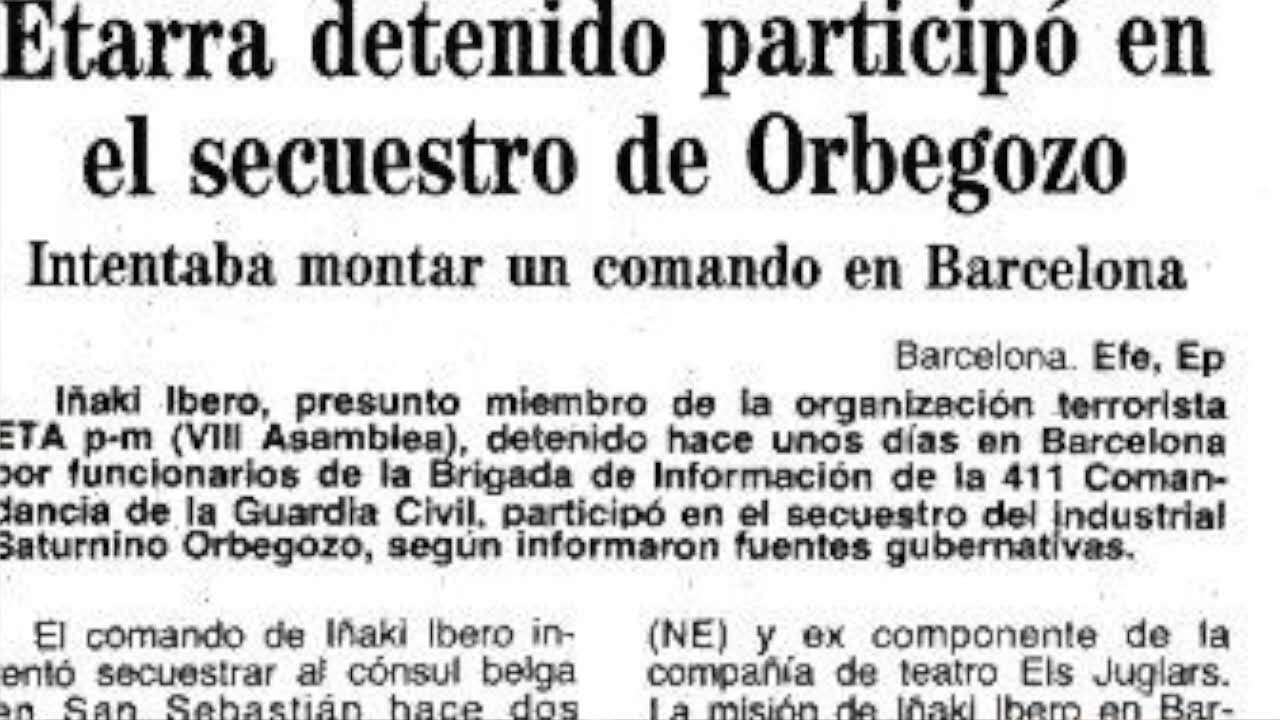 Etarra detenido participó en
el secuestro de Orbegozo
Intentaba montar un comando en Barcelona
Barcelona. Efe, Ep
Iñaki Ibero, presunto miembro de la organización terrorista
ETA p-m (VIII Asamblea), detenido hace unos días en Barcelona
por funcionarios de la Brigada de Información de la 411 Coman-
dancia de la Guardia Civil, participó en el secuestro del industrial
Saturnino Orbegozo, según informaron fuentes gubernativas.
El comando de Iñaki Ibero in-
tentó secuestrar al cónsul belga
en San Sebastián hace dos
(NE) y ex componente de la
compañía de teatro Els Juglars.
La misión de Iñaki Ibero en Bar-